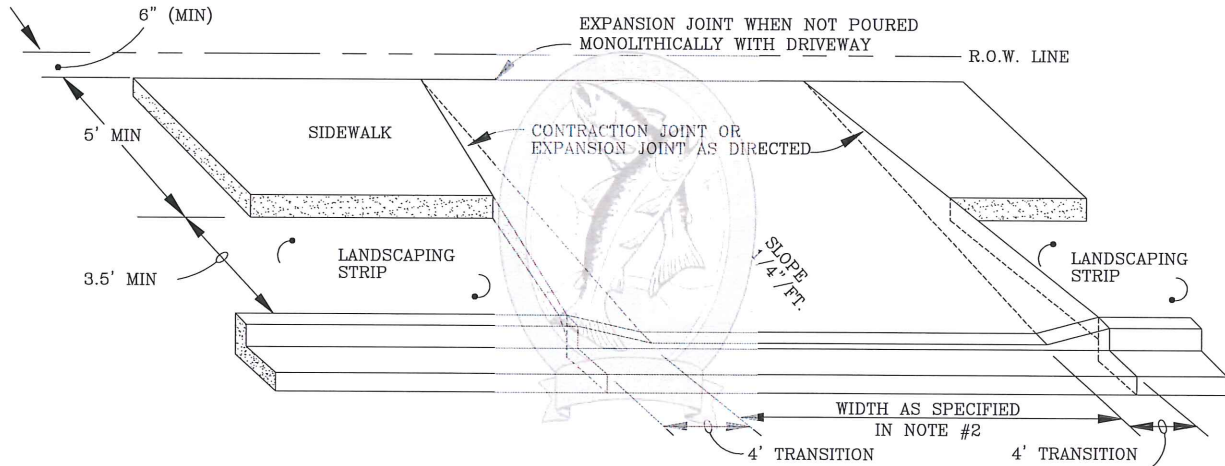 6" (MIN)
EXPANSION JOINT WHEN NOT POURED
MONOLITHICALLY WITH DRIVEWAY
R.O.W. LINE
5' MIN
SIDEWALK
CONTRACTION JOINT OR
EXPANSION JOINT AS DIRECTED
3.5' MIN
LANDSCAPING
STRIP
SLOPE
1/4"/FT.
LANDSCAPING
STRIP
WIDTH AS SPECIFIED
IN NOTE #2
4' TRANSITION
4' TRANSITION